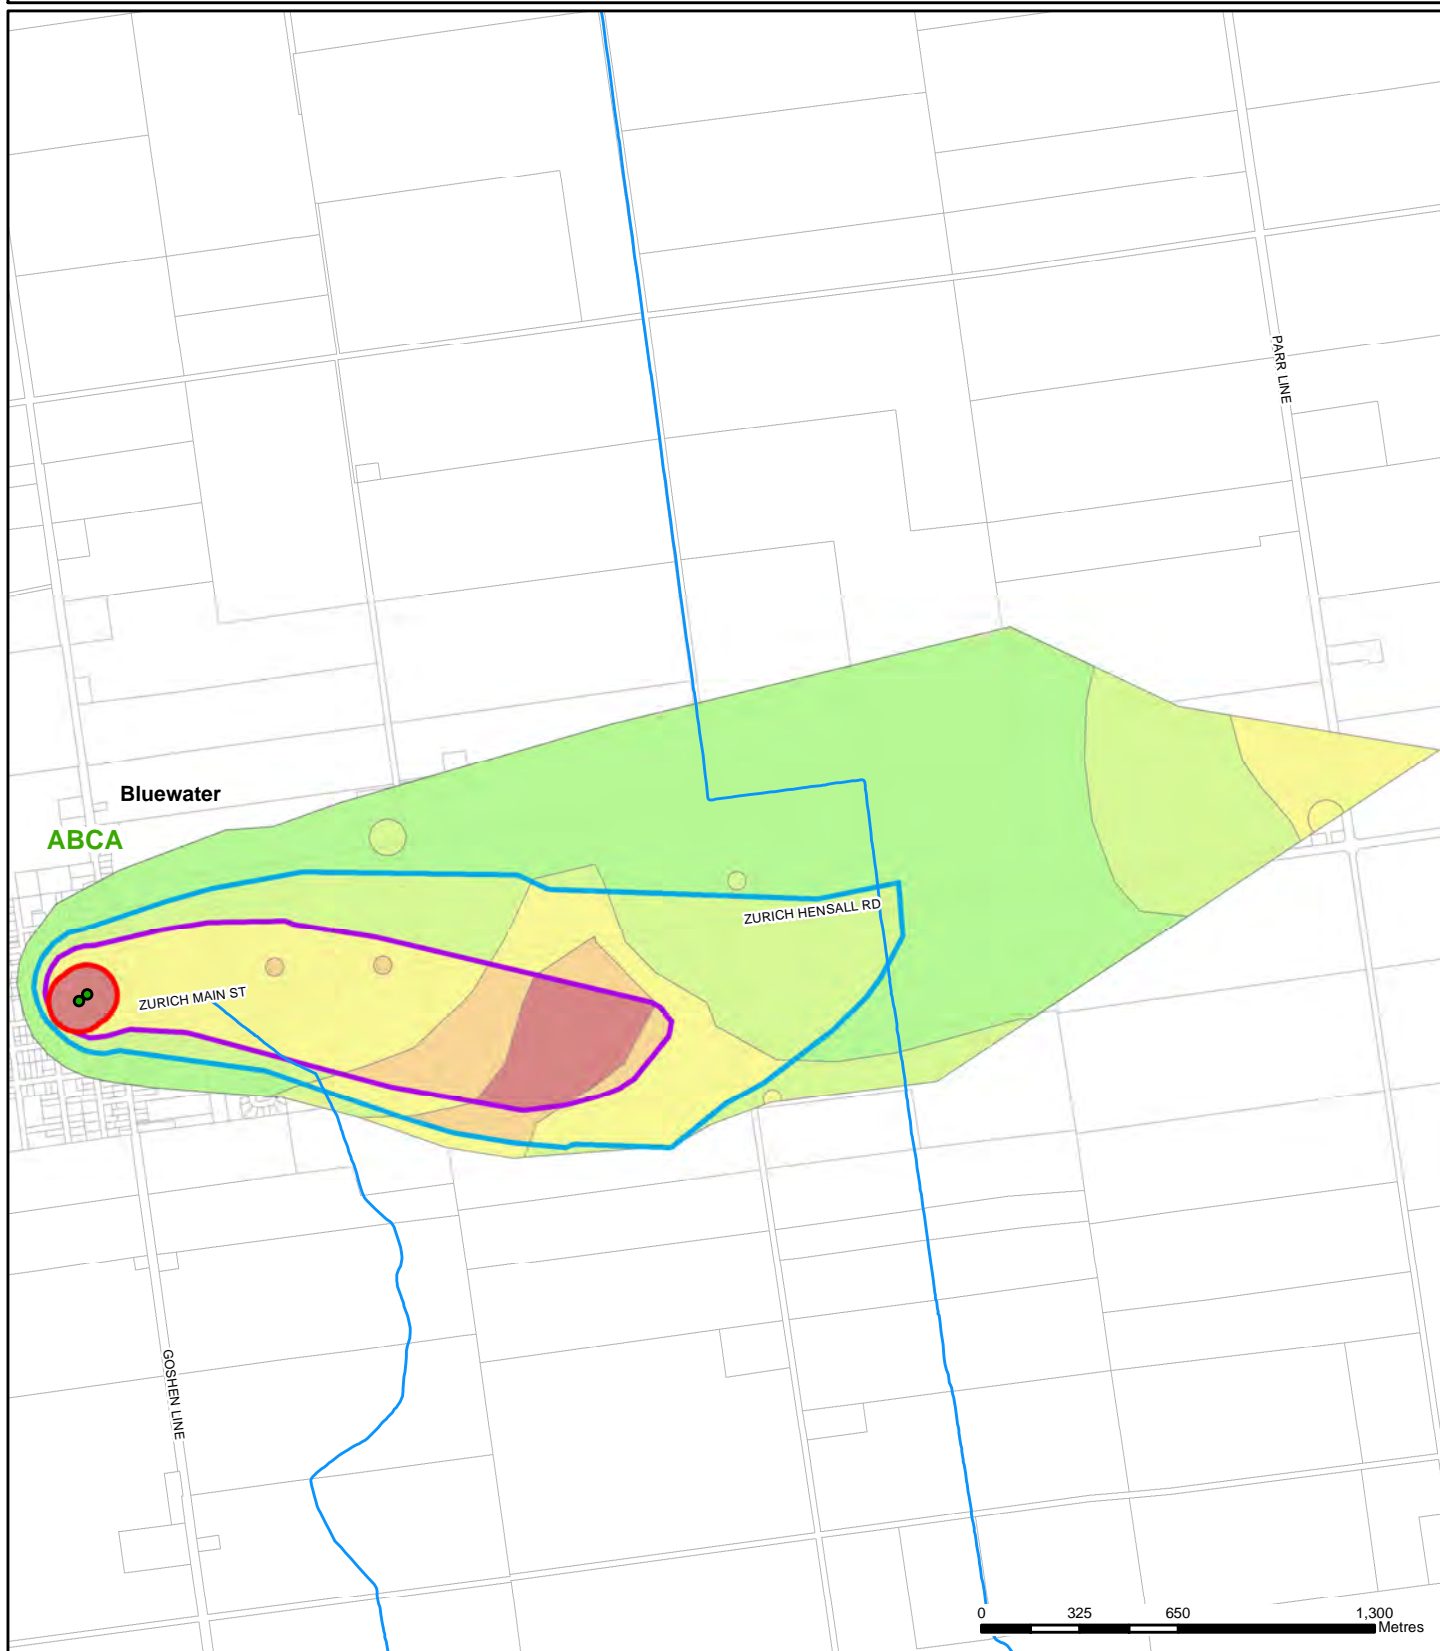 PARR LINE
Bluewater
ABCA
ZURICH HENSALL RD
ZURICH MAIN ST
GOSHEN LINE
0 325 650 1,300
Metres